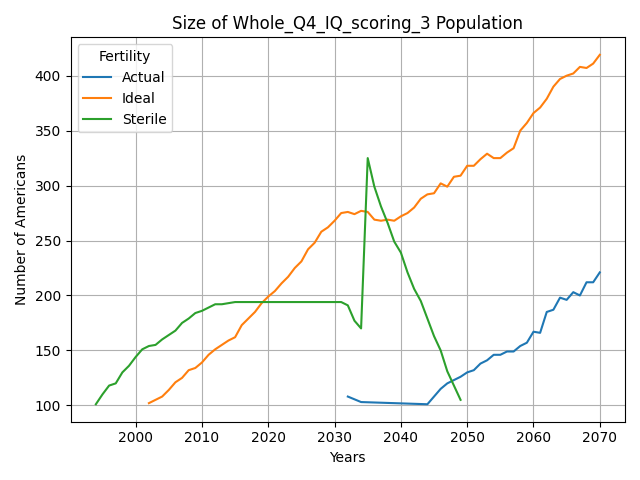 Size of Whole_Q4_IQ_scoring_3 Population
Fertility
Actual
Ideal
Sterile
Number of Americans
400
350
300
250
200
150
100
2000 2010 2020 2030 2040 2050 2060 2070
Years